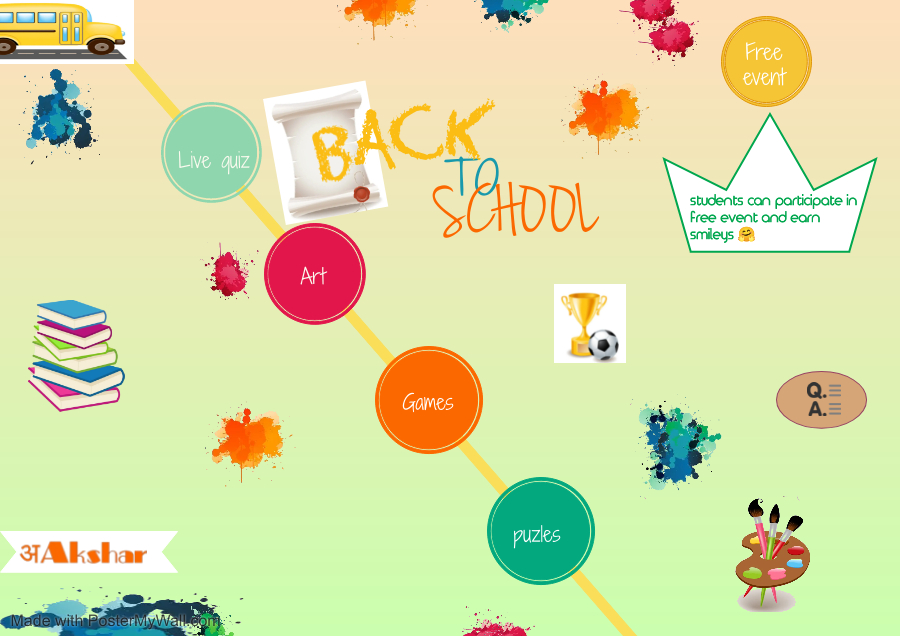 Free
event
Live quiz
BACK
TO
SCHOOL
students can participate in
free event and earn
smileys 🤗
Art
Games
Q.
A.
puzles
अAkshar
Made with PosterMyWall.com